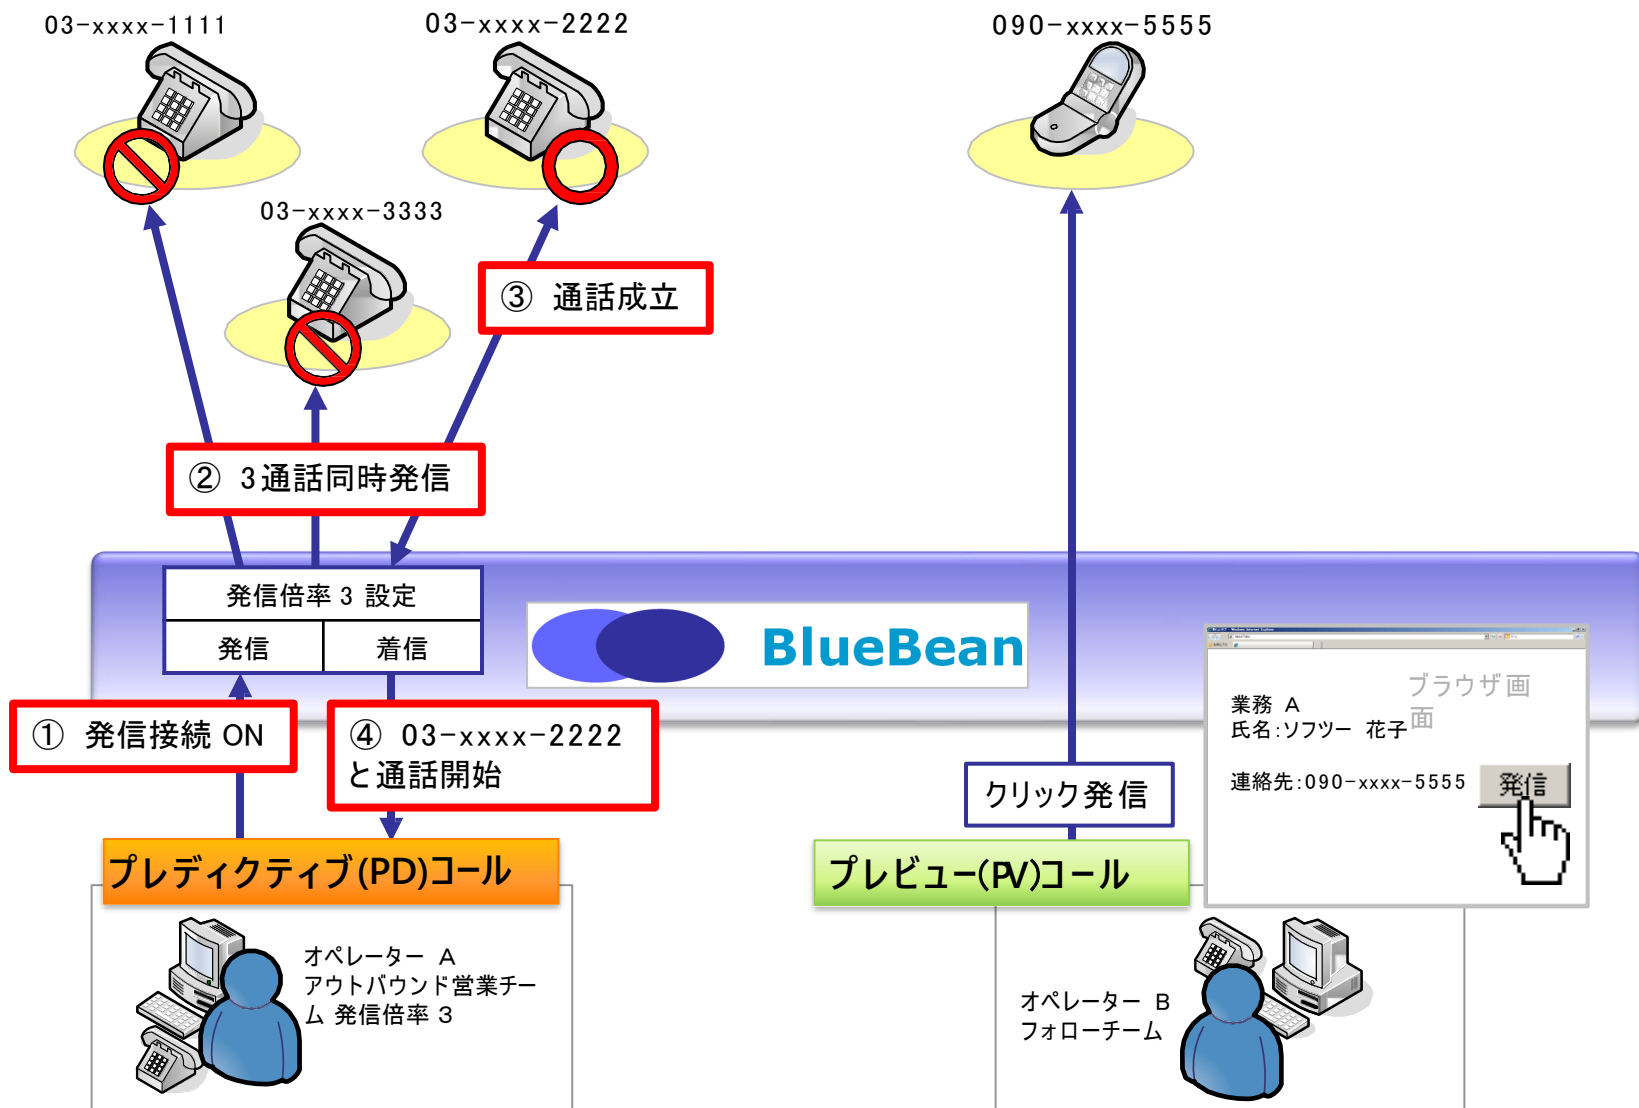 03-xxxx-1111
03-xxxx-2222
090-xxxx-5555
03-xxxx-3333
③ 通話成立
② 3通話同時発信
発信倍率 3 設定
発信
着信
BlueBean
① 発信接続 ON
④ 03-xxxx-2222
と通話開始
クリック発信
ブラウザ画
面
業務 A
氏名:ソフツー 花子
連絡先:090-xxxx-5555
発信
プレディクティブ(PD)コール
プレビュー(PV)コール
オペレーター A
アウトバウンド営業チー
ム 発信倍率 3
オペレーター B
フォローチーム